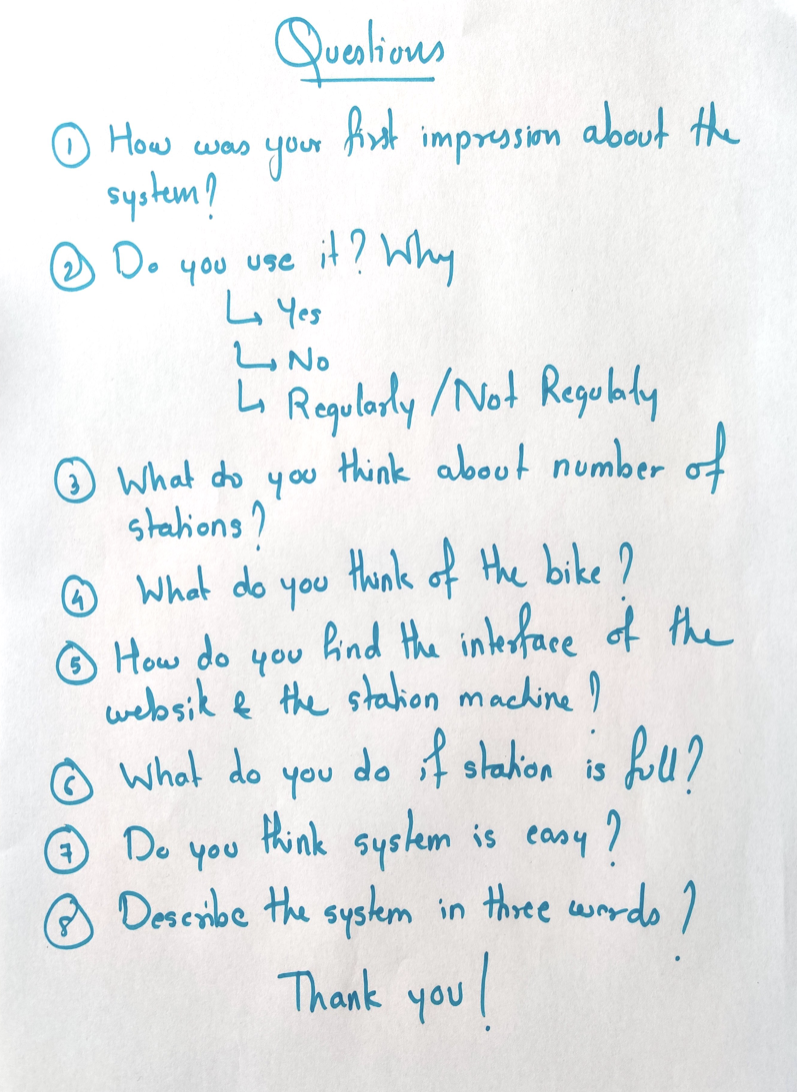 Questions
① How was your first impression about the
system?
② Do you use it? Why
↳ Yes
↳ No
↳ Regularly / Not Regulaly
③ What do you think about number of
stations?
④ What do you think of the bike?
⑤ How do you find the interface of the
website & the station machine?
⑥ What do you do if station is full?
⑦ Do you think system is easy?
⑧ Describe the system in three words?
Thank you!